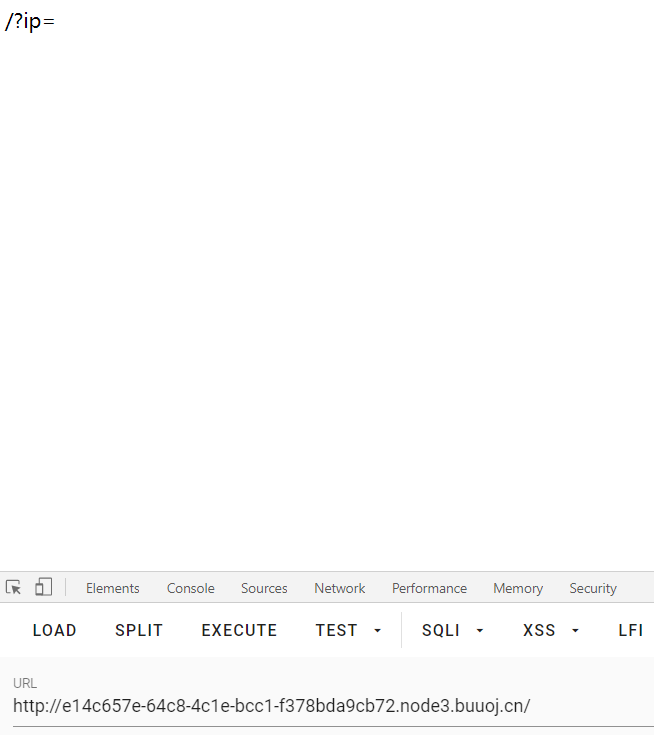 /?ip=
Elements Console Sources Network Performance Memory Security
LOAD SPLIT EXECUTE TEST SQLI XSS LFI
URL
http://e14c657e-64c8-4c1e-bcc1-f378bda9cb72.node3.buuoj.cn/